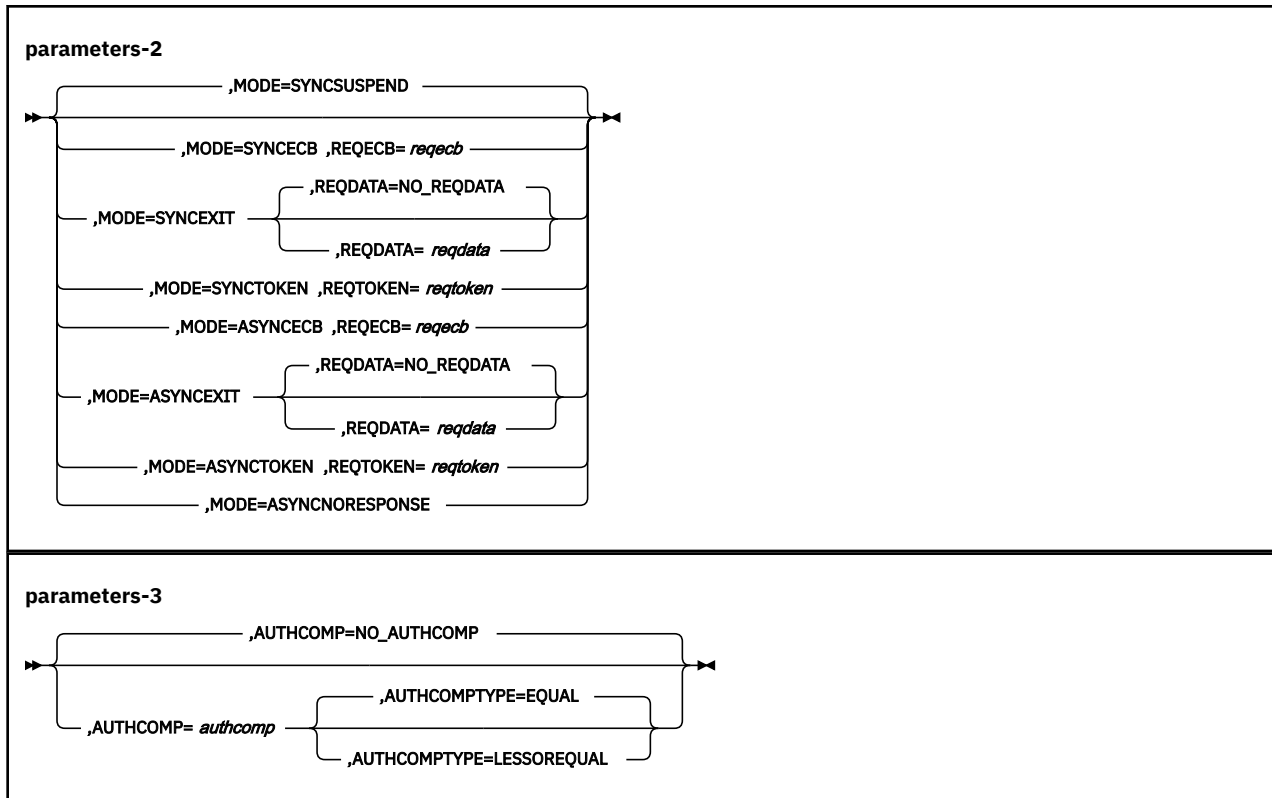 parameters-2
,MODE=SYNCSUSPEND
,MODE=SYNCECB ,REQECB= reqecb
,REQDATA=NO_REQDATA
,MODE=SYNCEXIT
,REQDATA= reqdata
,MODE=SYNCTOKEN ,REQTOKEN= reqtoken
,MODE=ASYNCECB ,REQECB= reqecb
,REQDATA=NO_REQDATA
,MODE=ASYNCEXIT
,REQDATA= reqdata
,MODE=ASYNCTOKEN ,REQTOKEN= reqtoken
,MODE=ASYNCNORESPONSE
parameters-3
,AUTHCOMP=NO_AUTHCOMP
,AUTHCOMPTYPE=EQUAL
,AUTHCOMP= authcomp
,AUTHCOMPTYPE=LESSOREQUAL